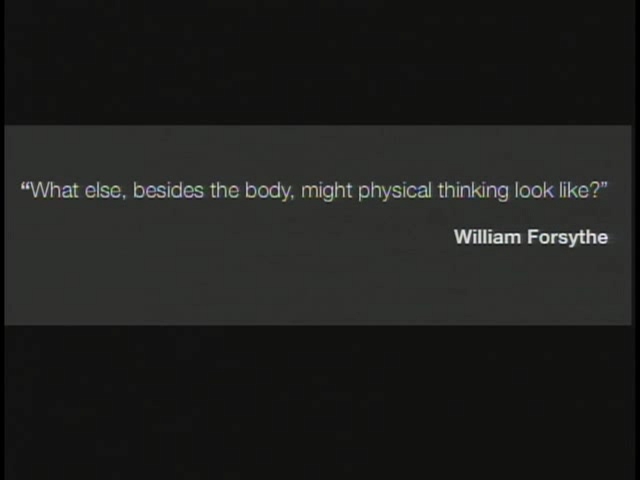 “What else, besides the body, might physical thinking look like?”
William Forsythe